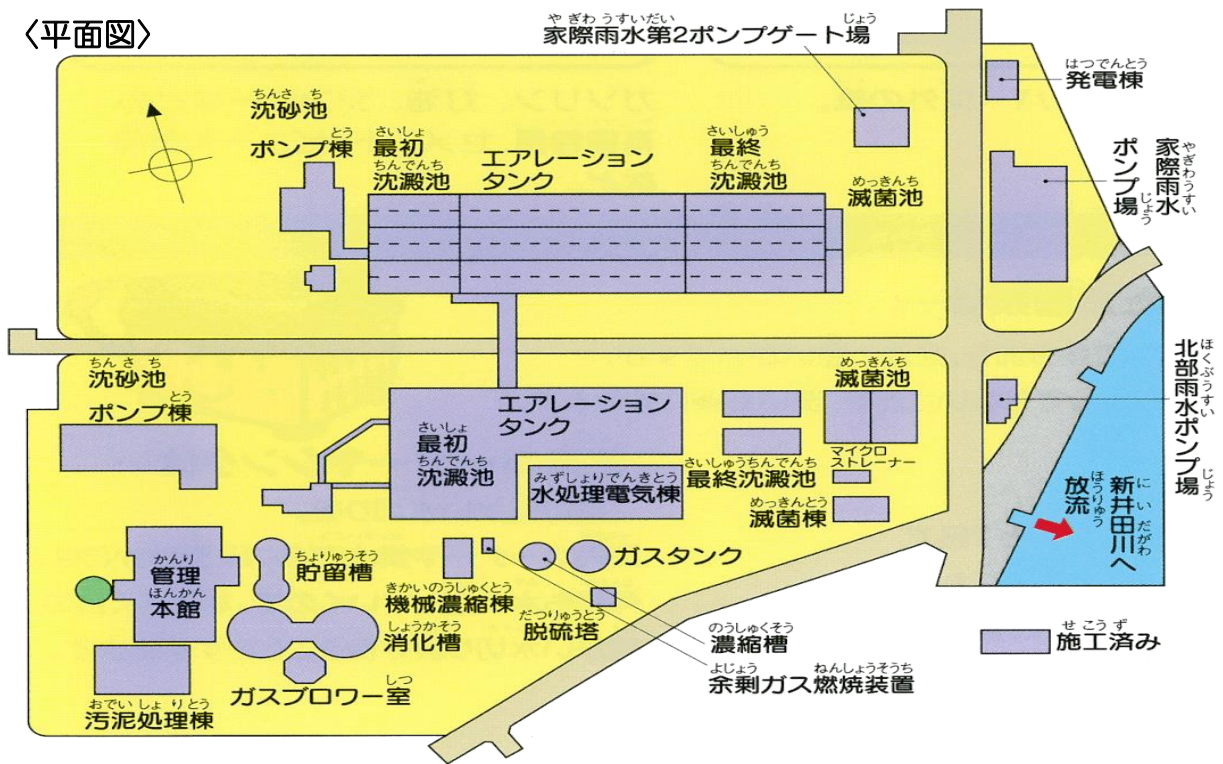 〈平面図〉
や ぎわ うすいだい じょう
家際雨水第2ポンプゲート場
はつでんとう
発電棟
ちんさ ち
沈砂池
とう
ポンプ棟
さいしょ
最初
ちんでんち
沈澱池
エアレーション
タンク
さいしゅう
最終
ちんでんち
沈澱池
めっきんち
滅菌池
やぎわうすい
家際雨水
ポンプ場
じょう
ちん さ ち
沈砂池
とう
ポンプ棟
さいしょ
最初
ちんでんち
沈澱池
エアレーション
タンク
めっきんち
滅菌池
ほくぶうすい じょう
北部雨水ポンプ場
マイクロ
ストレーナー
さいしゅうちんでんち
最終沈澱池
みずしょりでんきとう
水処理電気棟
めっきんとう
滅菌棟
に い だ がわ
新井田川へ
ほうりゅう
放流
かんり
管理
ほんかん
本館
ちょりゅうそう
貯留槽
ガスタンク
きかいのうしゅくとう
機械濃縮棟
だつりゅうとう
脱硫塔
しょうかそう
消化槽
のうしゅくそう
濃縮槽
よじょう ねんしょうそうち
余剰ガス燃焼装置
しつ
ガスブロワー室
おでい しょ りとう
汚泥処理棟
せ こう ず
施工済み